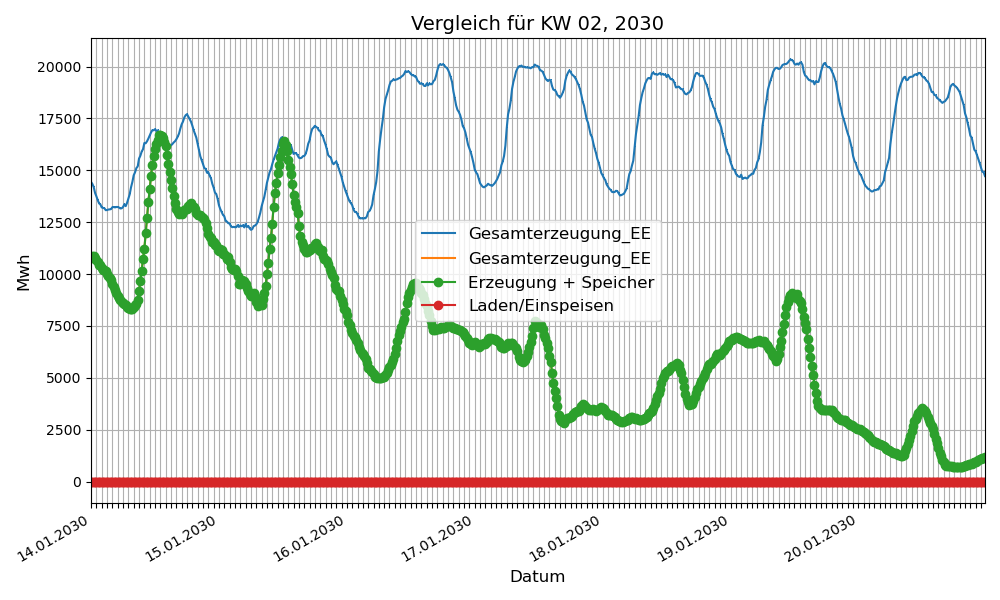 Vergleich für KW 02, 2030
20000
17500
15000
12500
10000
7500
5000
2500
0
Mwh
Gesamterzeugung_EE
Gesamterzeugung_EE
Erzeugung + Speicher
Laden/Einspeisen
14.01.2030
15.01.2030
16.01.2030
17.01.2030
18.01.2030
19.01.2030
20.01.2030
Datum